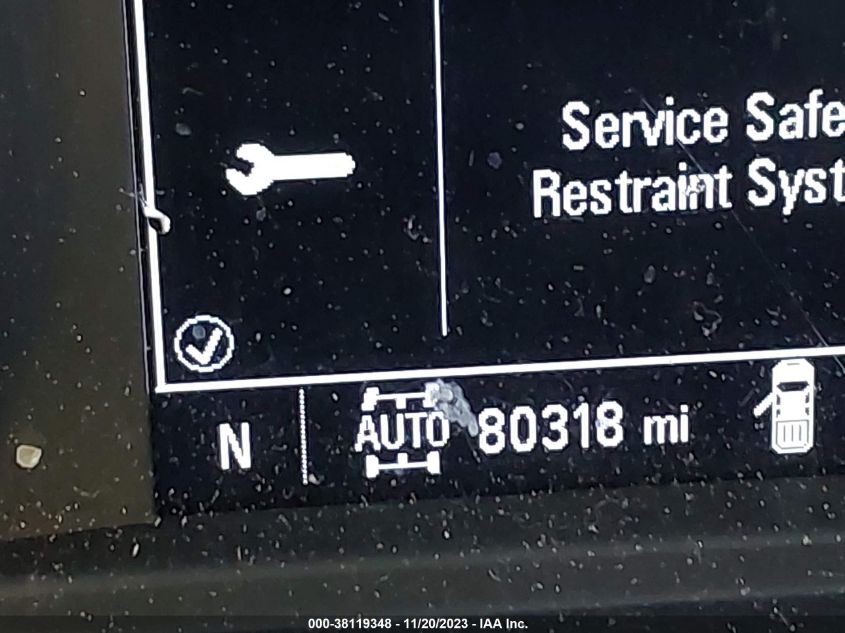 Service Safe
Restraint Syst
N
AUTO
80318 mi
000-38119348 - 11/20/2023 - IAA Inc.